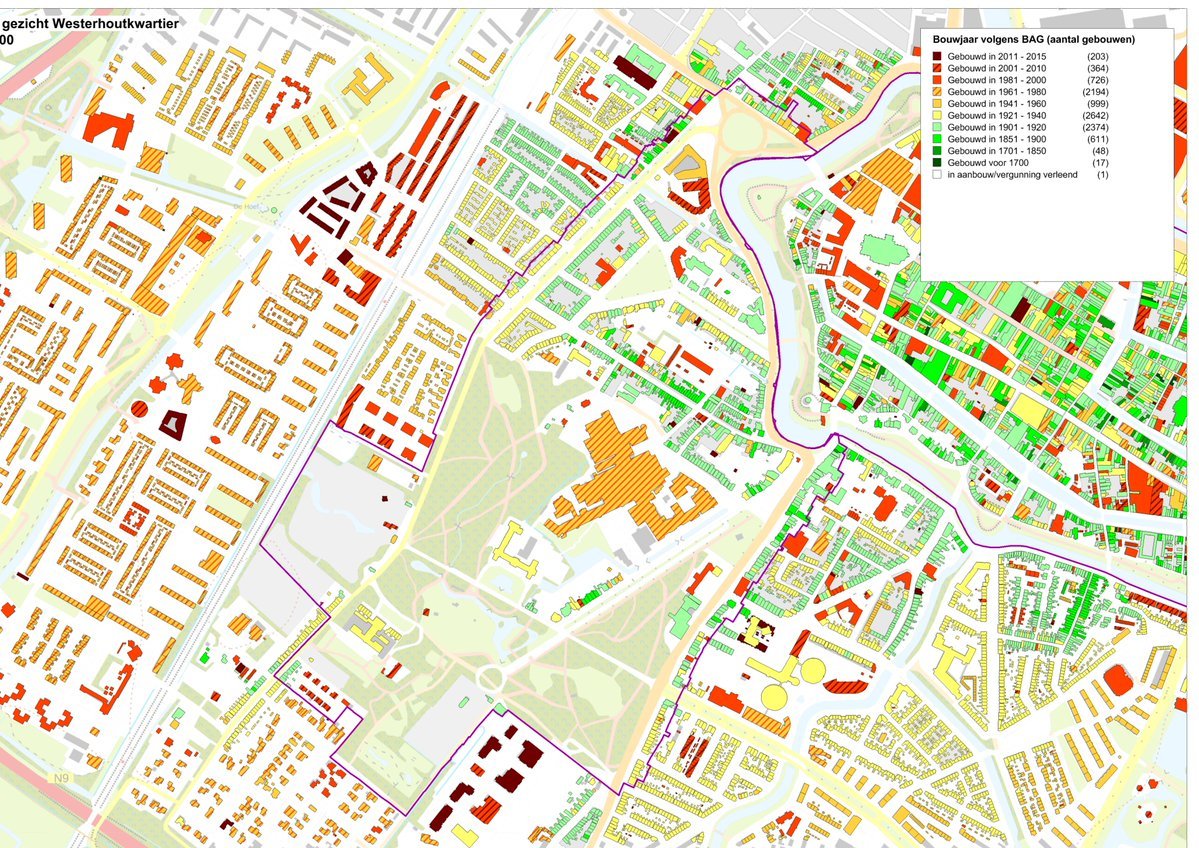 gezicht Westerhoutkwartier
00
Bouwjaar volgens BAG (aantal gebouwen)
Gebouwd in 2011 - 2015 (203)
Gebouwd in 2001 - 2010 (364)
Gebouwd in 1981 - 2000 (726)
Gebouwd in 1961 - 1980 (2194)
Gebouwd in 1941 - 1960 (999)
Gebouwd in 1921 - 1940 (2642)
Gebouwd in 1901 - 1920 (2374)
Gebouwd in 1851 - 1900 (611)
Gebouwd in 1701 - 1850 (48)
Gebouwd voor 1700 (17)
in aanbouw/vergunning verleend (1)
De Hoef
N9